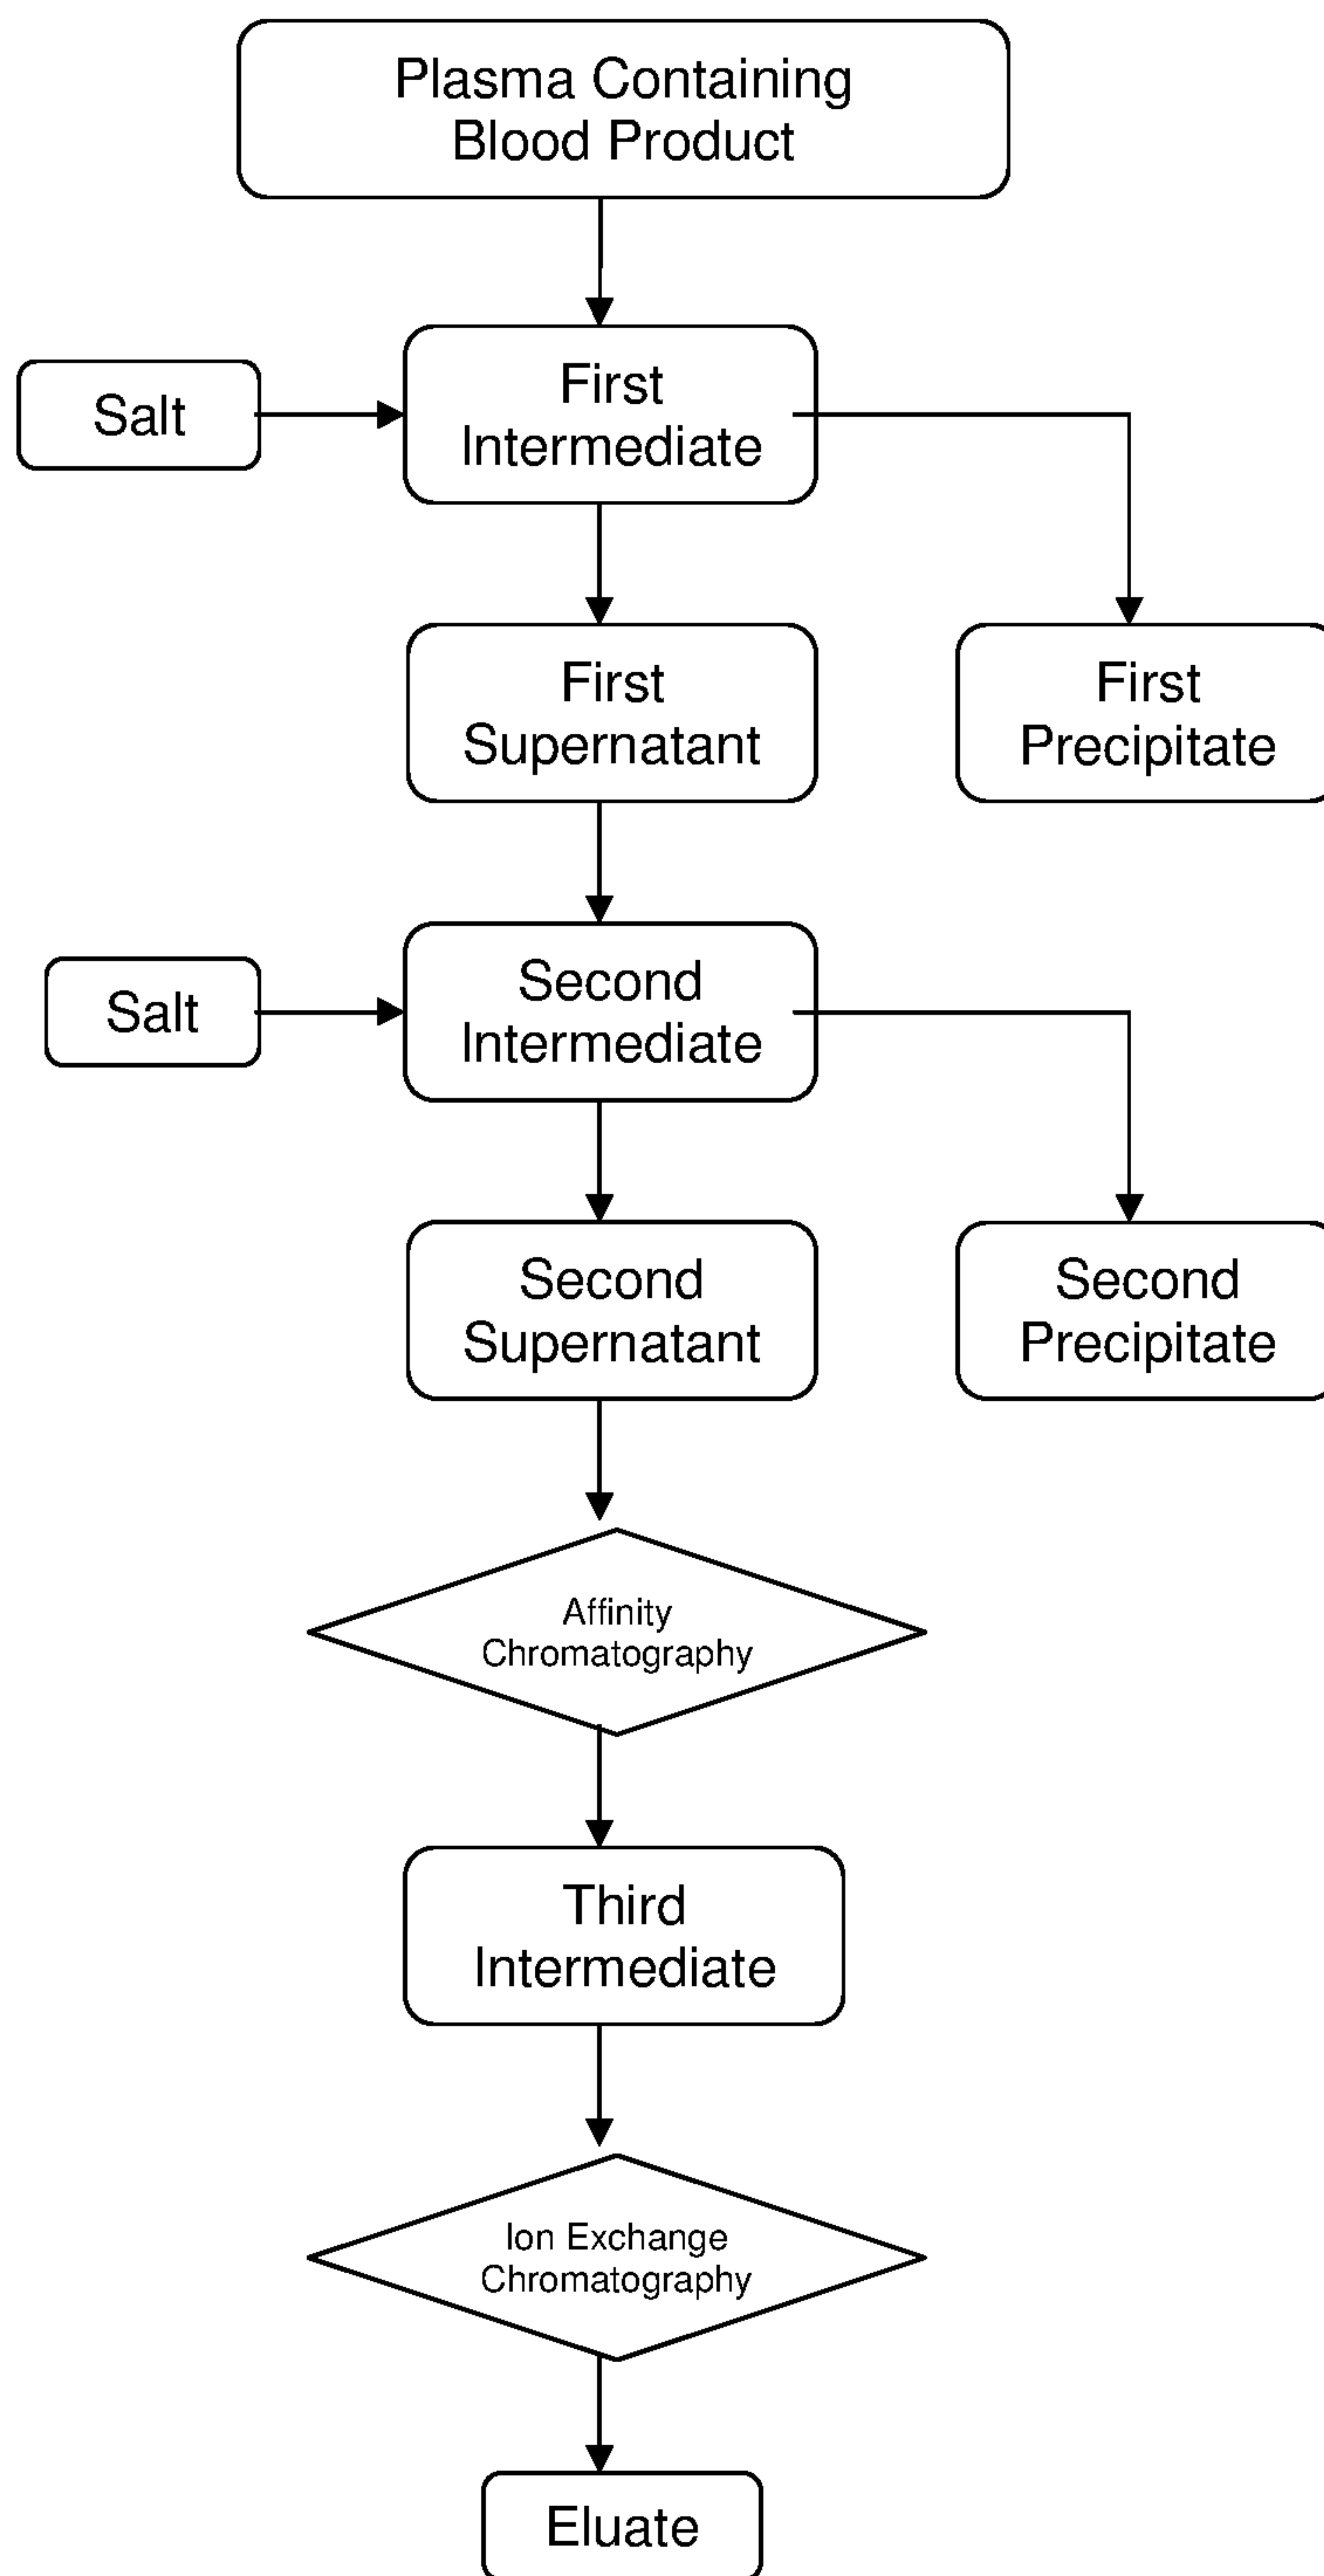 Plasma Containing
Blood Product
Salt
First
Intermediate
First
Supernatant
First
Precipitate
Salt
Second
Intermediate
Second
Supernatant
Second
Precipitate
Affinity
Chromatography
Third
Intermediate
Ion Exchange
Chromatography
Eluate